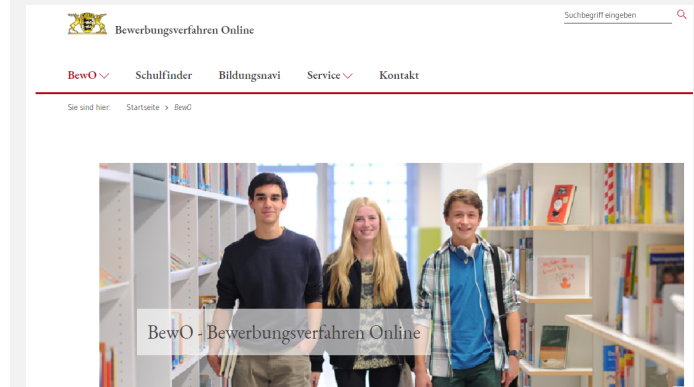 Suchbegriff eingeben
Bewerbungsverfahren Online
BewO Schulfinder Bildungsnavi Service Kontakt
Sie sind hier: Startseite > BewO
BewO - Bewerbungsverfahren Online